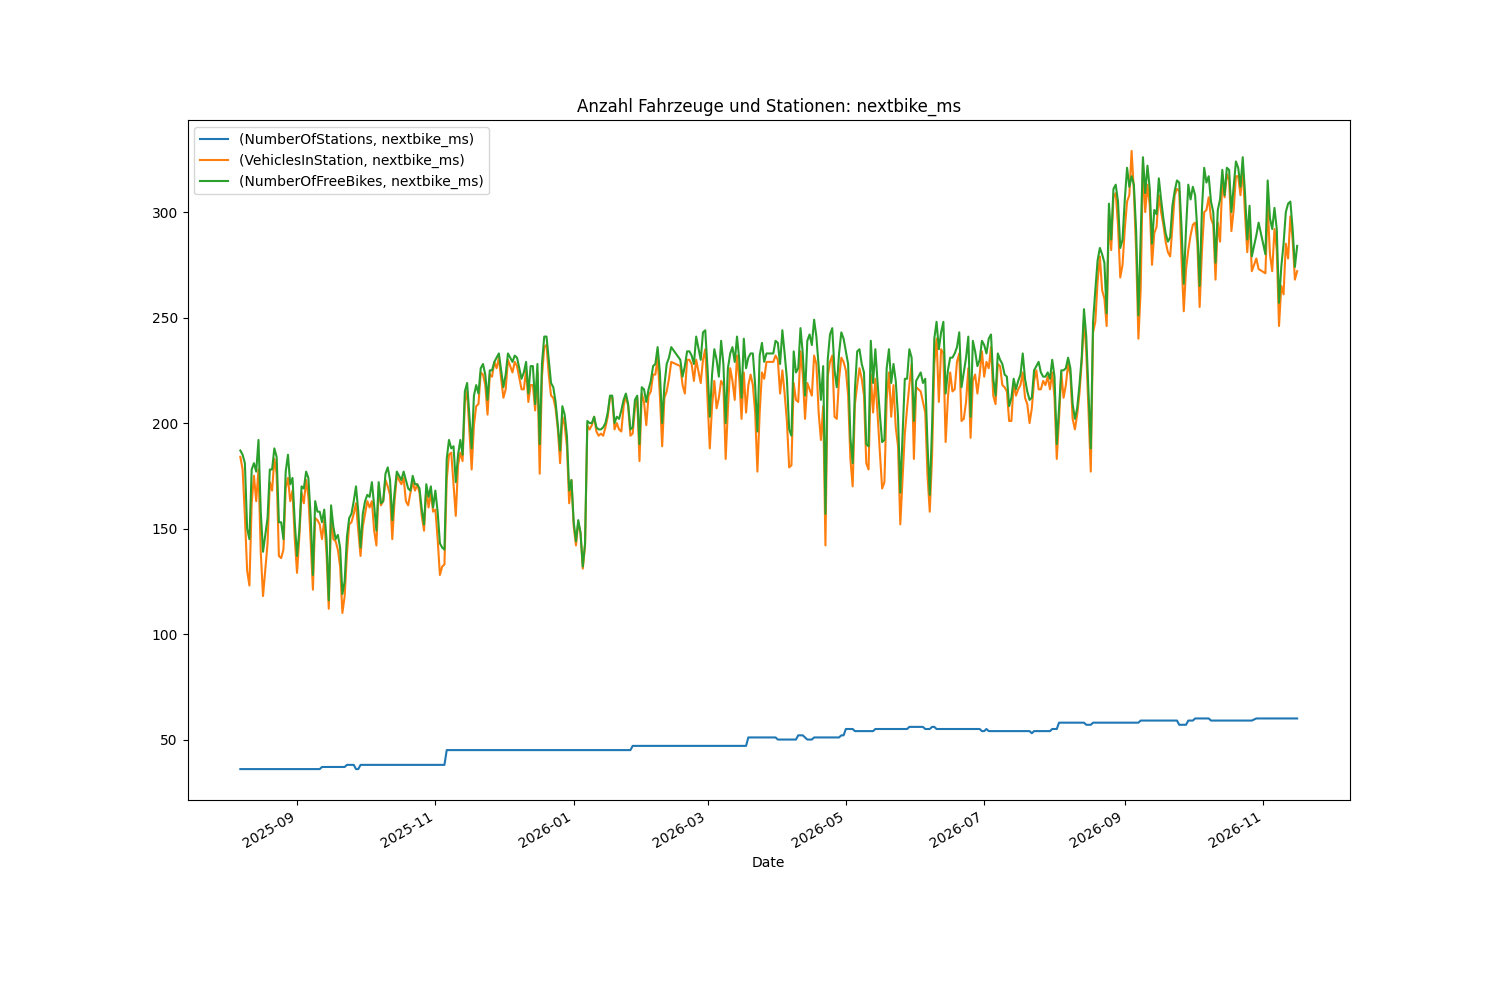 Anzahl Fahrzeuge und Stationen: nextbike_ms
(NumberOfStations, nextbike_ms)
(VehiclesInStation, nextbike_ms)
(NumberOfFreeBikes, nextbike_ms)
300
250
200
150
100
50
2025-09
2025-11
2026-01
2026-03
2026-05
2026-07
2026-09
2026-11
Date